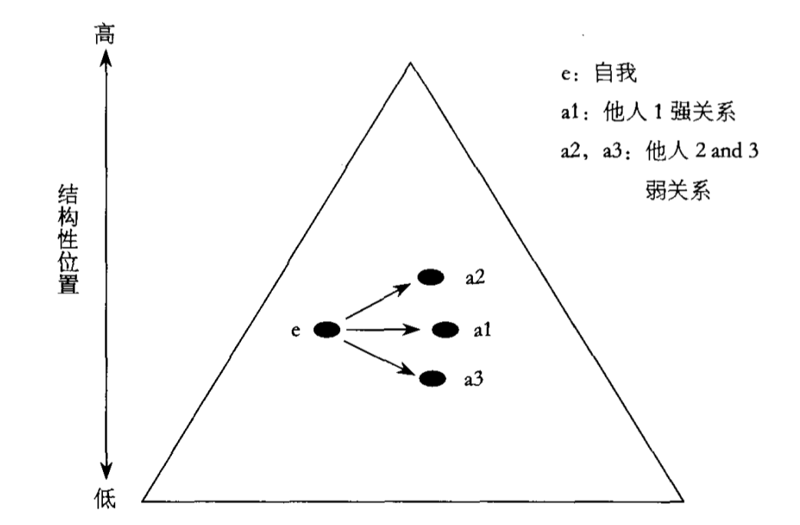 高
e：自我
a1：他人 1 强关系
a2，a3：他人 2 and 3
弱关系
结构性位置
a2
e
a1
a3
低